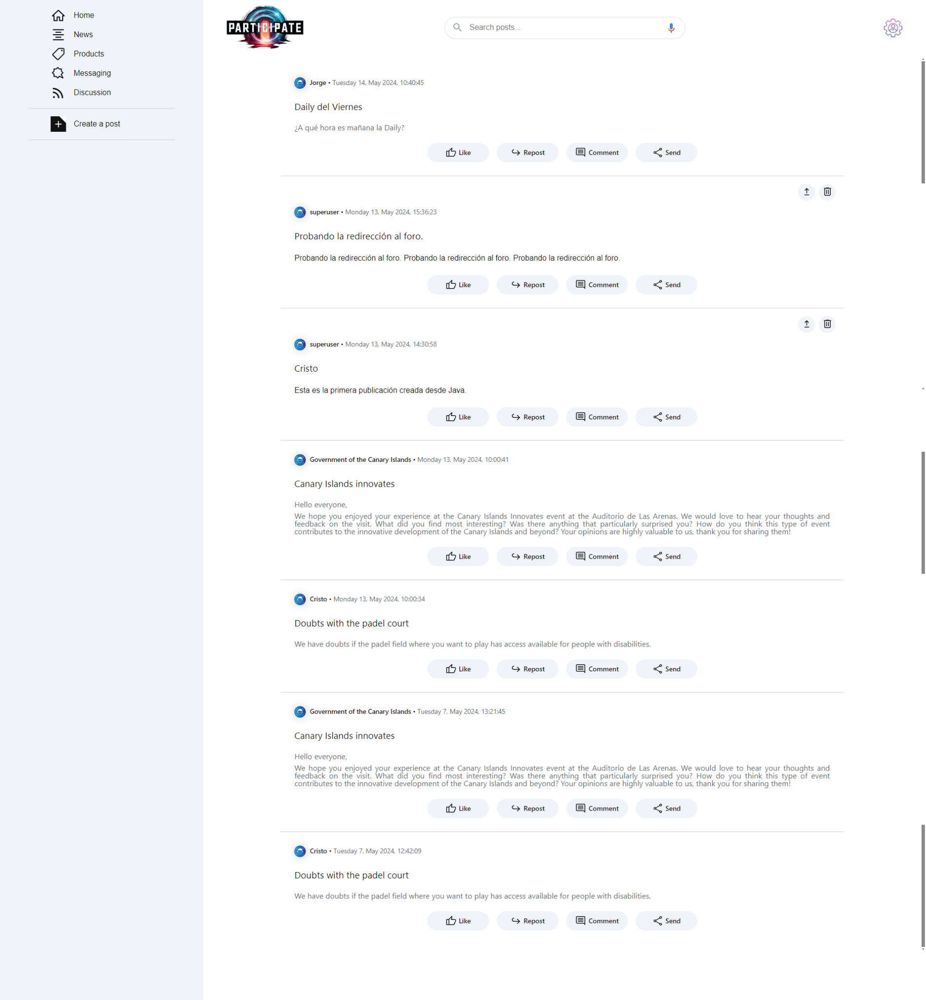 Home
News
Products
Messaging
Discussion
Create a post
PARTICIPATE
Search posts...
Jorge • Tuesday 14, May 2024, 10:40:45
Daily del Viernes
¿A qué hora es mañana la Daily?
Like Repost Comment Send
superuser • Monday 13, May 2024, 15:36:23
Probando la redirección al foro.
Probando la redirección al foro. Probando la redirección al foro. Probando la redirección al foro.
Like Repost Comment Send
superuser • Monday 13, May 2024, 14:30:58
Cristo
Esta es la primera publicación creada desde Java.
Like Repost Comment Send
Government of the Canary Islands • Monday 13, May 2024, 10:00:41
Canary Islands innovates
Hello everyone,
We hope you enjoyed your experience at the Canary Islands Innovates event at the Auditorio de Las Arenas. We would love to hear your thoughts and
feedback on the visit. What did you find most interesting? Was there anything that particularly surprised you? How do you think this type of event
contributes to the innovative development of the Canary Islands and beyond? Your opinions are highly valuable to us, thank you for sharing them!
Like Repost Comment Send
Cristo • Monday 13, May 2024, 10:00:34
Doubts with the padel court
We have doubts if the padel field where you want to play has access available for people with disabilities.
Like Repost Comment Send
Government of the Canary Islands • Tuesday 7, May 2024, 13:21:45
Canary Islands innovates
Hello everyone,
We hope you enjoyed your experience at the Canary Islands Innovates event at the Auditorio de Las Arenas. We would love to hear your thoughts and
feedback on the visit. What did you find most interesting? Was there anything that particularly surprised you? How do you think this type of event
contributes to the innovative development of the Canary Islands and beyond? Your opinions are highly valuable to us, thank you for sharing them!
Like Repost Comment Send
Cristo • Tuesday 7, May 2024, 12:42:09
Doubts with the padel court
We have doubts if the padel field where you want to play has access available for people with disabilities.
Like Repost Comment Send